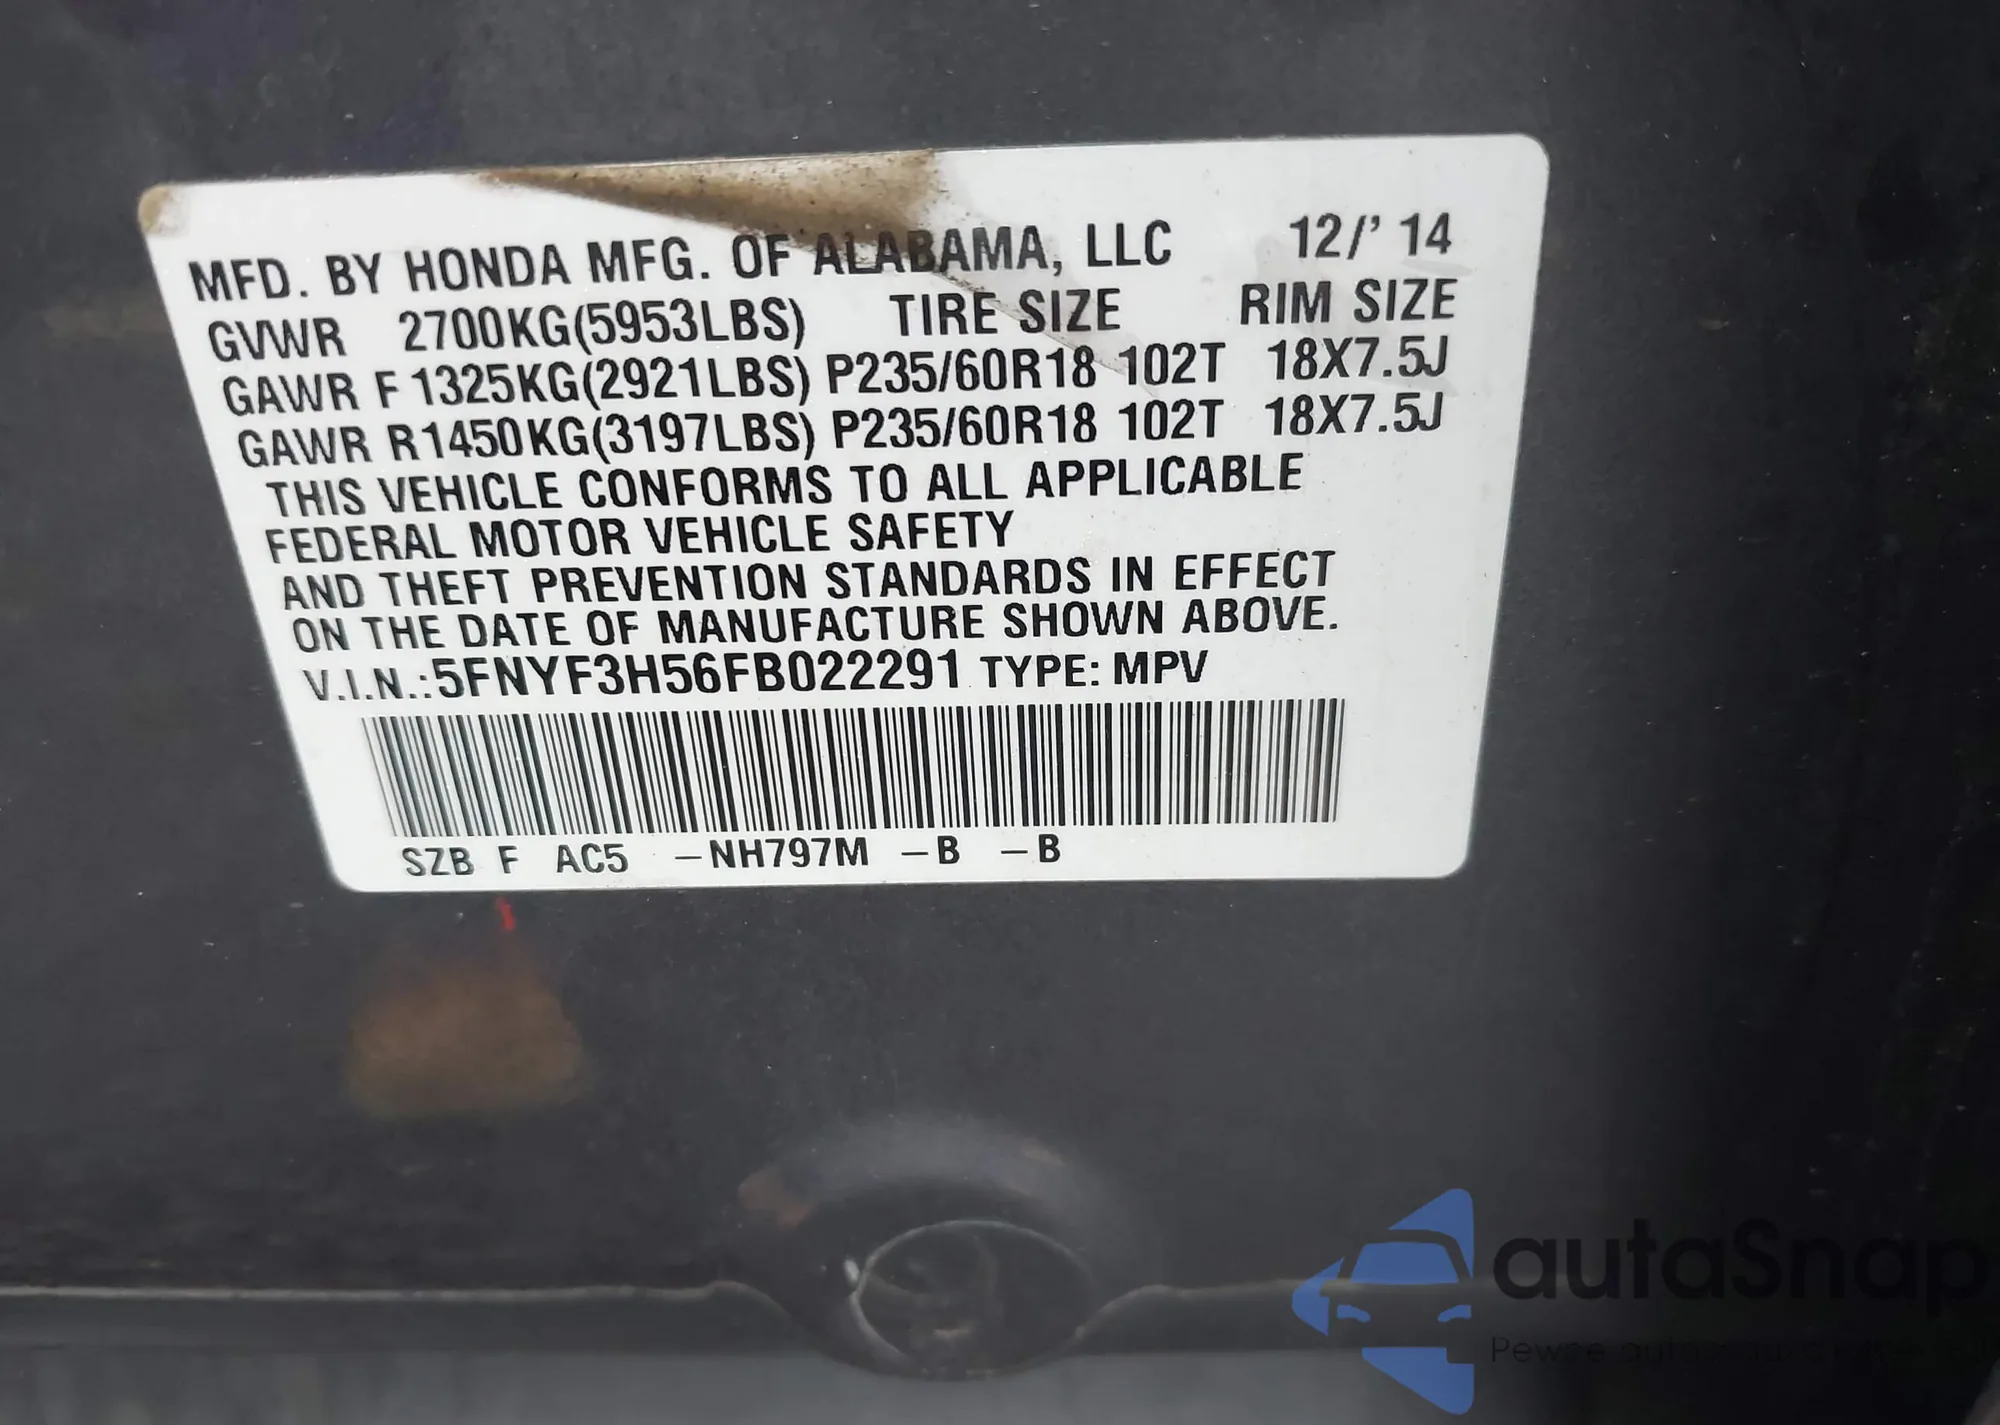 MFD. BY HONDA MFG. OF ALABAMA, LLC 12/' 14
GVWR 2700KG(5953LBS) TIRE SIZE RIM SIZE
GAWR F 1325KG(2921LBS) P235/60R18 102T 18X7.5J
GAWR R1450KG(3197LBS) P235/60R18 102T 18X7.5J
THIS VEHICLE CONFORMS TO ALL APPLICABLE
FEDERAL MOTOR VEHICLE SAFETY
AND THEFT PREVENTION STANDARDS IN EFFECT
ON THE DATE OF MANUFACTURE SHOWN ABOVE.
V.I.N.:5FNYF3H56FB022291 TYPE: MPV
SZB F AC5 -NH797M -B -B
autaSnap
Pewne